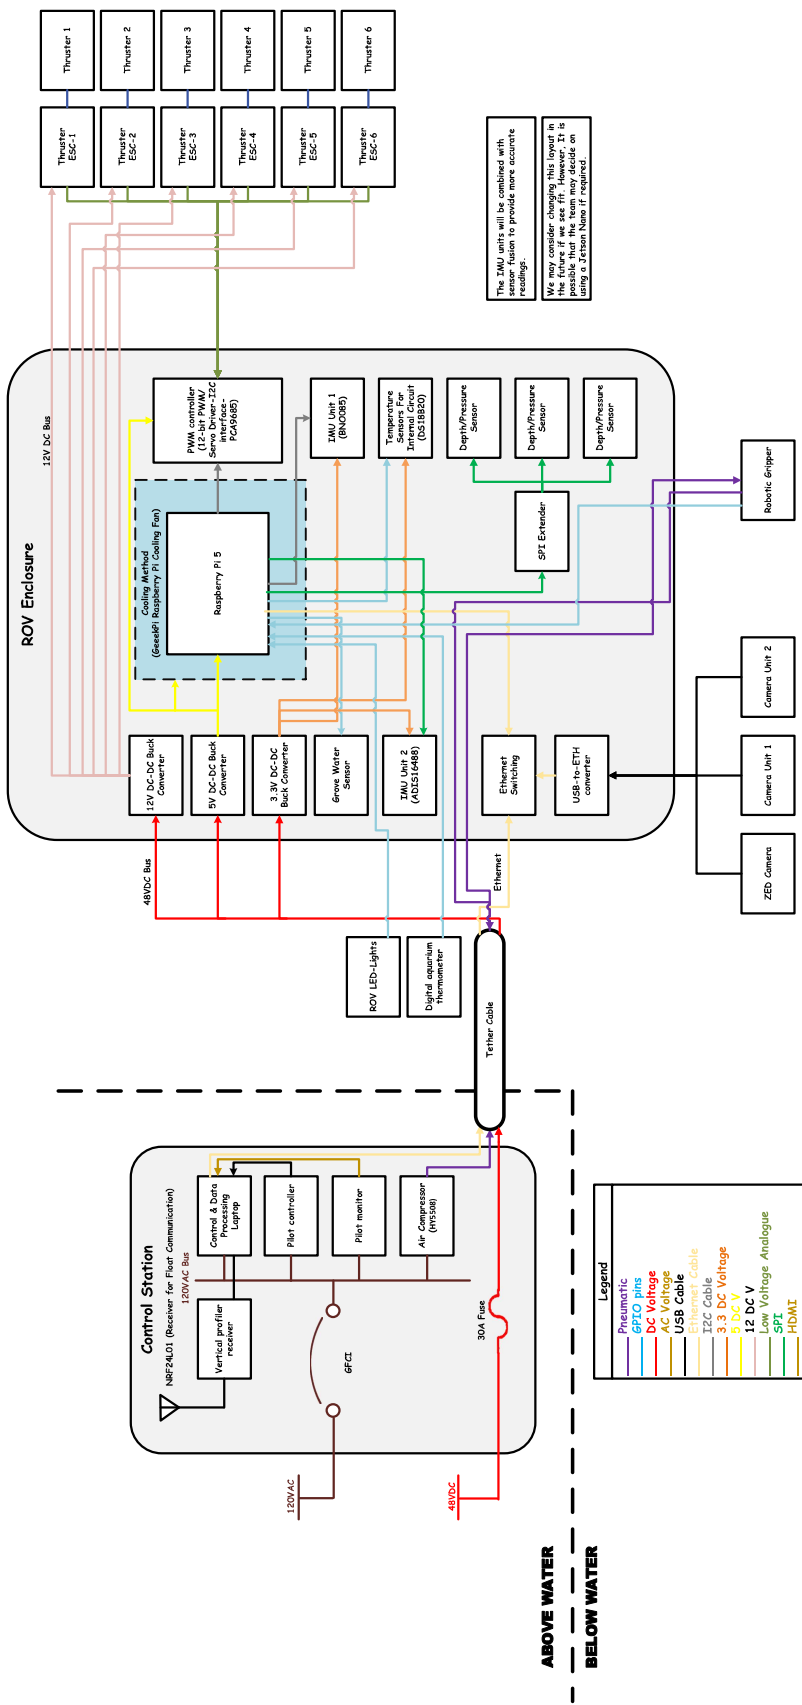 ABOVE WATER
BELOW WATER
Control Station
NRF24L01 (Receiver for Float Communication)
120VAC Bus
Vertical profiler
receiver
Control & Data
Processing
Laptop
Pilot controller
Pilot monitor
Air Compressor
(HY5508)
GFCI
120VAC
48VDC
30A Fuse
Tether Cable
ROV LED-Lights
Digital aquarium
thermometer
48VDC Bus
Ethernet
ROV Enclosure
12V DC Bus
12V DC-DC Buck
Converter
5V DC-DC Buck
Converter
3.3V DC-DC
Buck Converter
Grove Water
Sensor
IMU Unit 2
(ADIS16488)
Ethernet
Switching
USB-to-ETH
converter
Cooling Method
(GeeekPi Raspberry Pi Cooling Fan)
Raspberry Pi 5
SPI Extender
PWM controller
(12-bit PWM/
Servo Driver-I2C
interface-
PCA9685)
IMU Unit 1
(BNO085)
Temperature
Sensors For
Internal Circuit
(DS18B20)
Depth/Pressure
Sensor
Depth/Pressure
Sensor
Depth/Pressure
Sensor
ZED Camera
Camera Unit 1
Camera Unit 2
Robotic Gripper
Thruster
ESC-1
Thruster
ESC-2
Thruster
ESC-3
Thruster
ESC-4
Thruster
ESC-5
Thruster
ESC-6
Thruster 1
Thruster 2
Thruster 3
Thruster 4
Thruster 5
Thruster 6
The IMU units will be combined with
sensor fusion to provide more accurate
readings.
We may consider changing this layout in
the future if we see fit. However, It is
possible that the team may decide on
using a Jetson Nano if required.
Legend
Pneumatic
GPIO pins
DC Voltage
AC Voltage
USB Cable
Ethernet Cable
I2C Cable
3.3 DC Voltage
5 DC V
12 DC V
Low Voltage Analogue
SPI
HDMI